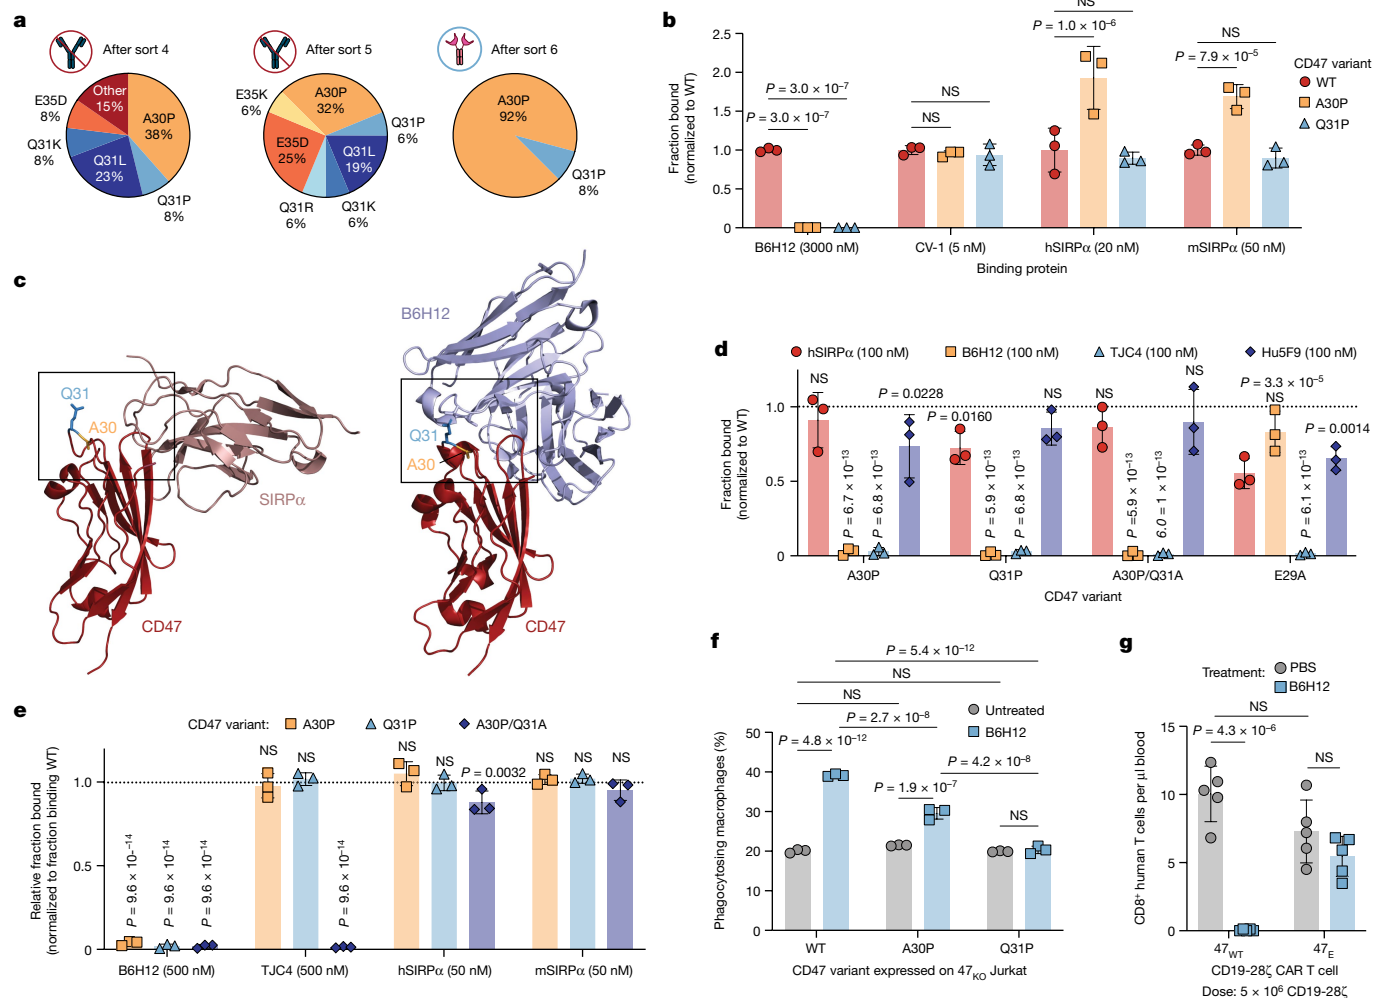 a
After sort 4
After sort 5
After sort 6
Other
15%
E35D
8%
A30P
38%
Q31K
8%
Q31L
23%
Q31P
8%
E35K
6%
A30P
32%
Q31P
6%
E35D
25%
Q31L
19%
Q31R
6%
Q31K
6%
A30P
92%
Q31P
8%
b
Fraction bound
(normalized to WT)
2.5
2.0
1.5
1.0
0.5
0
P = 3.0 × 10⁻⁷
P = 3.0 × 10⁻⁷
NS
NS
NS
P = 1.0 × 10⁻⁶
NS
P = 7.9 × 10⁻⁵
CD47 variant
WT
A30P
Q31P
B6H12 (3000 nM)
CV-1 (5 nM)
hSIRPα (20 nM)
mSIRPα (50 nM)
Binding protein
c
Q31
A30
SIRPα
CD47
B6H12
Q31
A30
CD47
d
hSIRPα (100 nM)
B6H12 (100 nM)
TJC4 (100 nM)
Hu5F9 (100 nM)
Fraction bound
(normalized to WT)
1.0
0.5
0
NS
P = 6.7 × 10⁻¹³
P = 6.8 × 10⁻¹³
P = 0.0228
P = 0.0160
P = 5.9 × 10⁻¹³
P = 6.8 × 10⁻¹³
NS
NS
P =5.9 × 10⁻¹³
6.0 = 1 × 10⁻¹³
NS
P = 3.3 × 10⁻⁵
NS
P = 6.1 × 10⁻¹³
P = 0.0014
A30P
Q31P
A30P/Q31A
E29A
CD47 variant
e
CD47 variant:
A30P
Q31P
A30P/Q31A
Relative fraction bound
(normalized to fraction binding WT)
1.0
0.5
0
P = 9.6 × 10-⁻¹⁴
P = 9.6 × 10⁻¹⁴
P = 9.6 × 10⁻¹⁴
NS
NS
P = 9.6 × 10⁻¹⁴
NS
NS
P = 0.0032
NS
NS
NS
B6H12 (500 nM)
TJC4 (500 nM)
hSIRPα (50 nM)
mSIRPα (50 nM)
f
P = 5.4 × 10⁻¹²
NS
NS
P = 2.7 × 10⁻⁸
P = 4.8 × 10⁻¹²
P = 4.2 × 10⁻⁸
P = 1.9 × 10⁻⁷
NS
Untreated
B6H12
Phagocytosing macrophages (%)
50
40
30
20
10
0
WT
A30P
Q31P
CD47 variant expressed on 47KO Jurkat
g
Treatment:
PBS
B6H12
NS
P = 4.3 × 10⁻⁶
NS
CD8⁺ human T cells per µl blood
15
10
5
0
47WT
47E
CD19-28ζ CAR T cell
Dose: 5 × 10⁶ CD19-28ζ